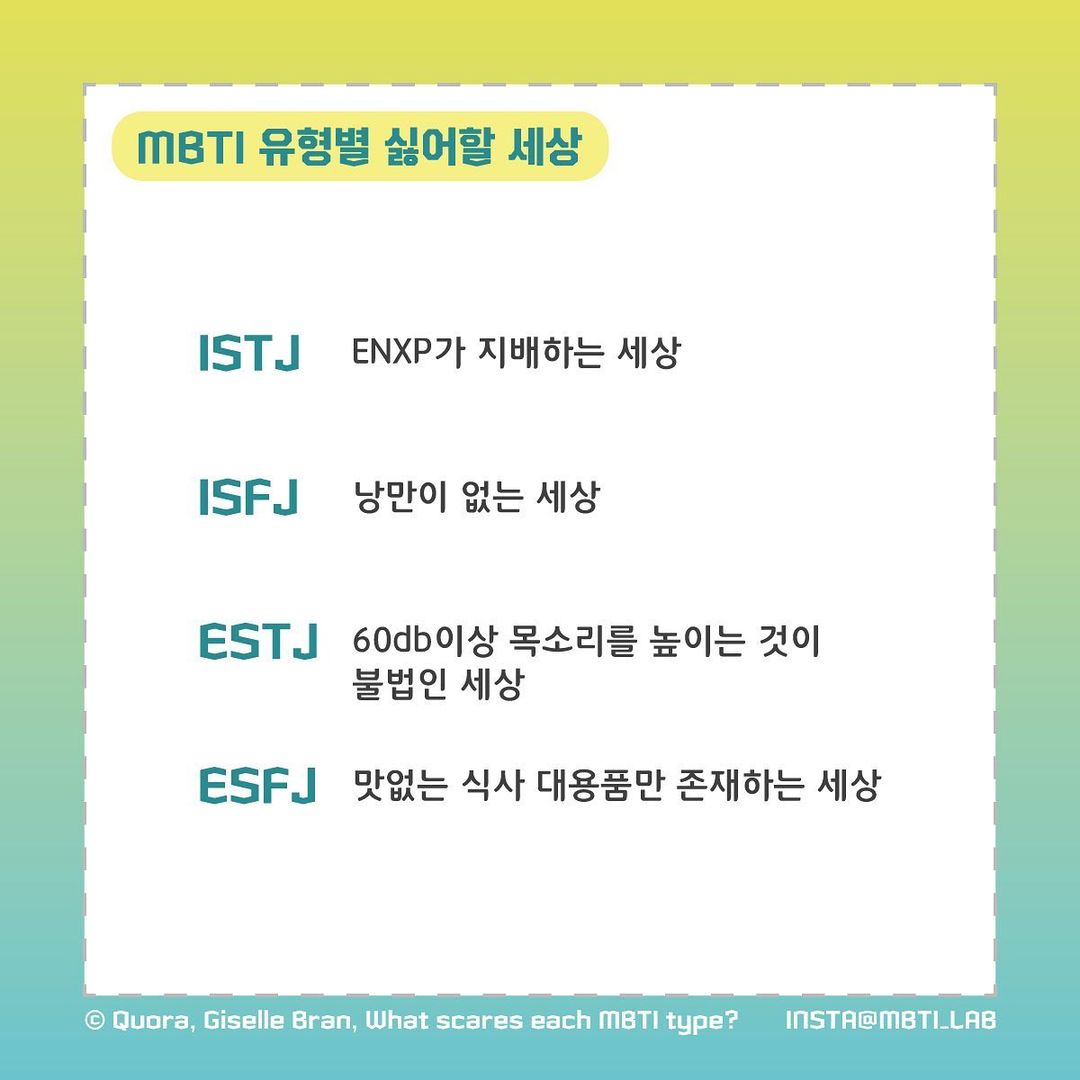 MBTI 유형별 싫어할 세상
ISTJ ENXP가 지배하는 세상
ISFJ 낭만이 없는 세상
ESTJ 60db이상 목소리를 높이는 것이
불법인 세상
ESFJ 맛없는 식사 대용품만 존재하는 세상
© Quora, Giselle Bran, What scares each MBTI type? INSTA@MBTI_LAB